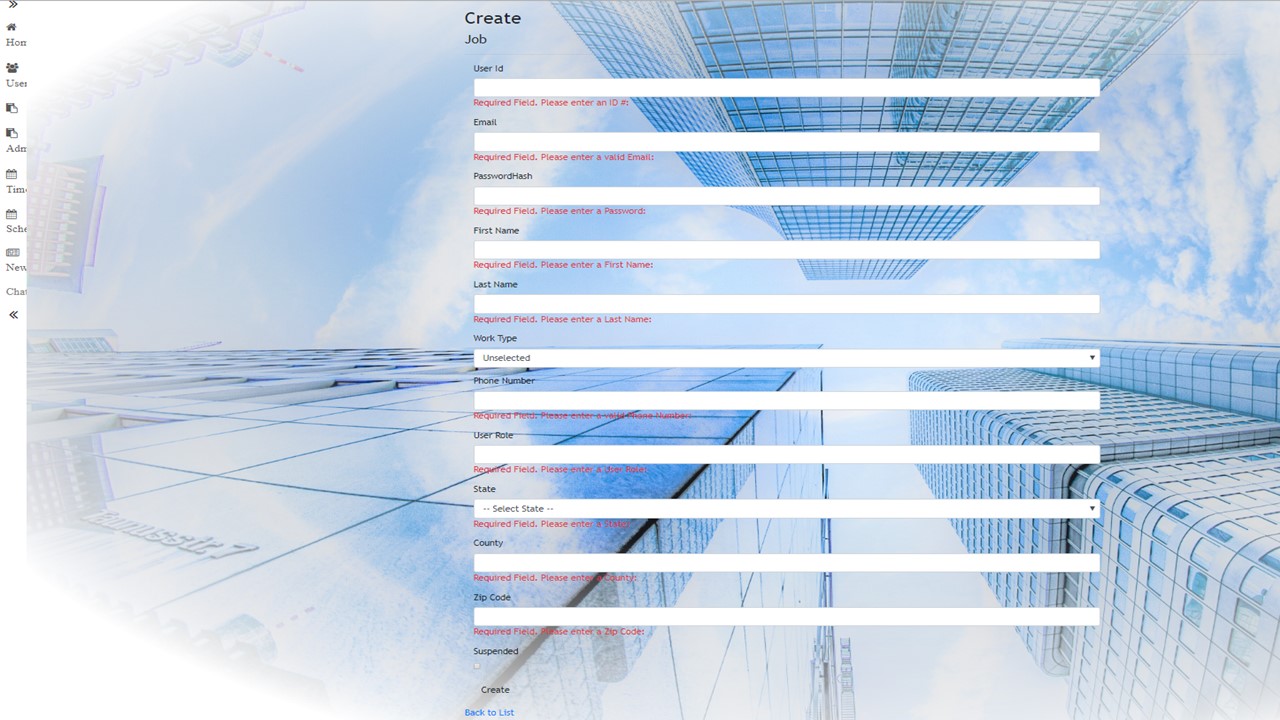 Create
Job
Hom
User
Adm
Time
Sche
New
Chat
User Id
Required Field. Please enter an ID #:
Email
Required Field. Please enter a valid Email:
PasswordHash
Required Field. Please enter a Password:
First Name
Required Field. Please enter a First Name:
Last Name
Required Field. Please enter a Last Name:
Work Type
Unselected
Phone Number
Required Field. Please enter a valid Phone Number:
User Role
Required Field. Please enter a User Role:
State
-- Select State --
Required Field. Please enter a State:
County
Required Field. Please enter a County:
Zip Code
Required Field. Please enter a Zip Code:
Suspended
Create
Back to List